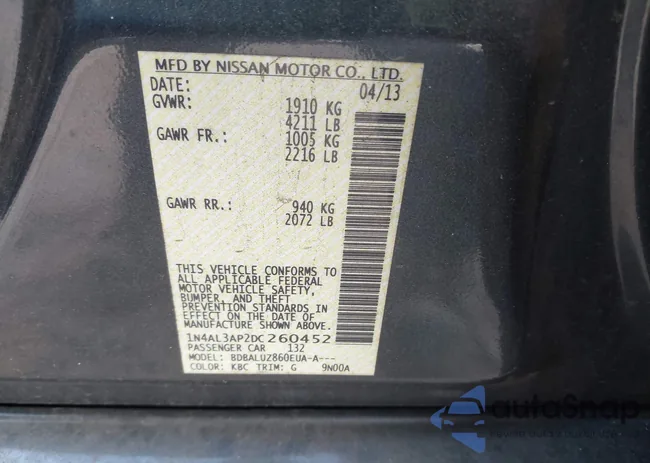 MFD BY NISSAN MOTOR CO., LTD.
DATE: 04/13
GVWR: 1910 KG
4211 LB
GAWR FR.: 1005 KG
2216 LB
GAWR RR.: 940 KG
2072 LB
THIS VEHICLE CONFORMS TO
ALL APPLICABLE FEDERAL
MOTOR VEHICLE SAFETY,
BUMPER, AND THEFT
PREVENTION STANDARDS IN
EFFECT ON THE DATE OF
MANUFACTURE SHOWN ABOVE.
1N4AL3AP2DC260452
PASSENGER CAR 132
MODEL: BDBALUZ860EUA-A---
COLOR: KBC TRIM: G 9N00A
autoSnap